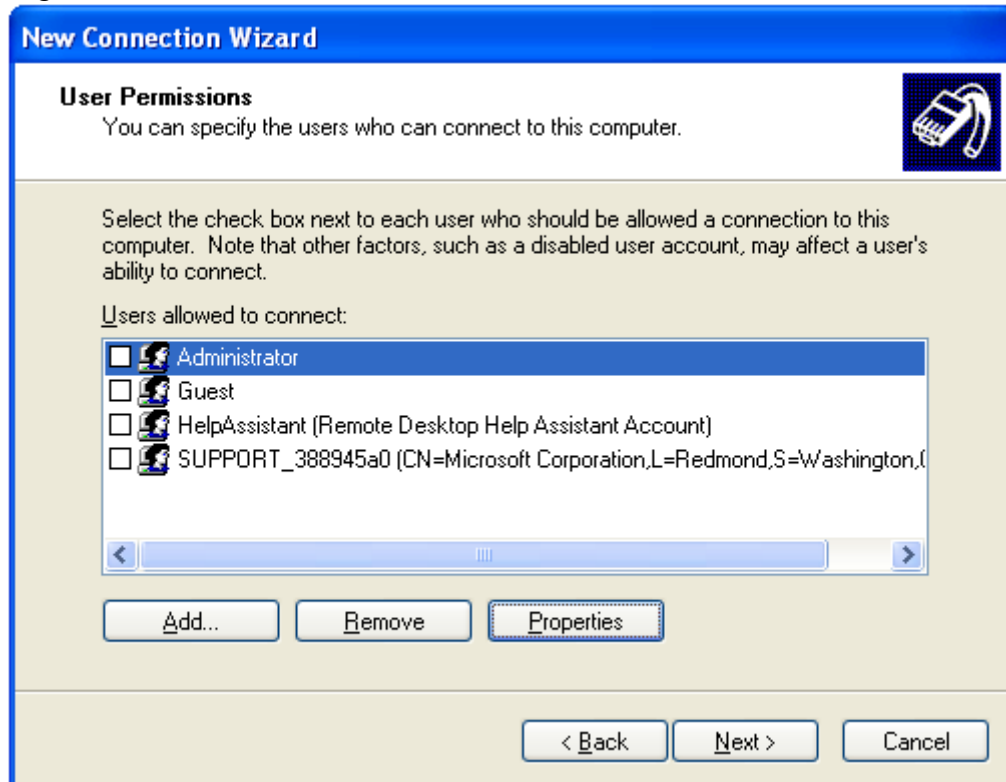 New Connection Wizard
User Permissions
You can specify the users who can connect to this computer.
Select the check box next to each user who should be allowed a connection to this
computer. Note that other factors, such as a disabled user account, may affect a user's
ability to connect.
Users allowed to connect:
Administrator
Guest
HelpAssistant (Remote Desktop Help Assistant Account)
SUPPORT_388945a0 (CN=Microsoft Corporation,L=Redmond,S=Washington,
Add...
Remove
Properties
< Back
Next >
Cancel